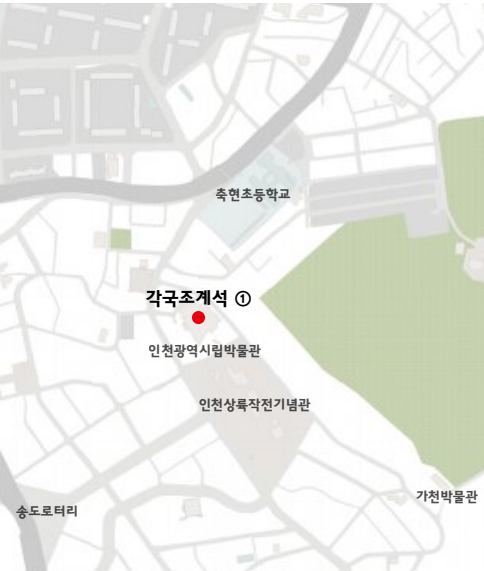 축현초등학교
각국조계석 ①
인천광역시립박물관
인천상륙작전기념관
가천박물관
송도로터리